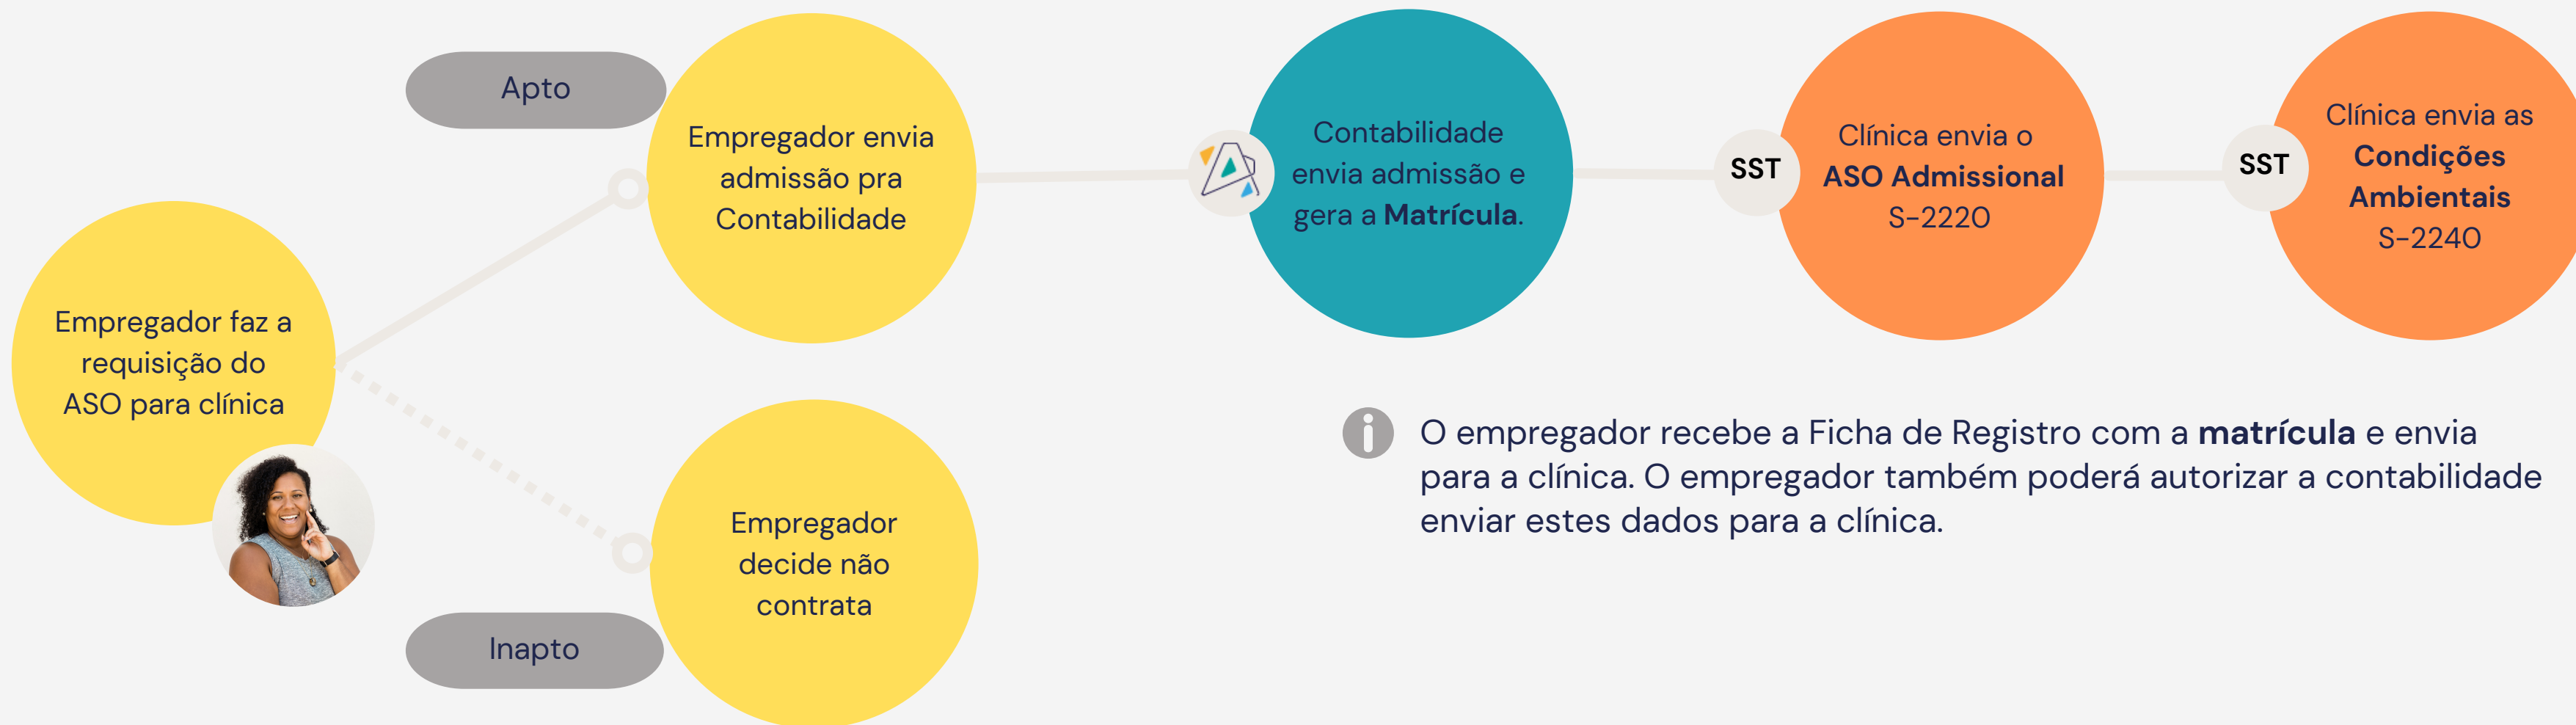 Empregador faz a
requisição do
ASO para clínica
Apto
Empregador envia
admissão pra
Contabilidade
Inapto
Empregador
decide não
contrata
Contabilidade
envia admissão e
gera a Matrícula.
SST
Clínica envia o
ASO Admissional
S-2220
SST
Clínica envia as
Condições
Ambientais
S-2240
O empregador recebe a Ficha de Registro com a matrícula e envia
para a clínica. O empregador também poderá autorizar a contabilidade
enviar estes dados para a clínica.